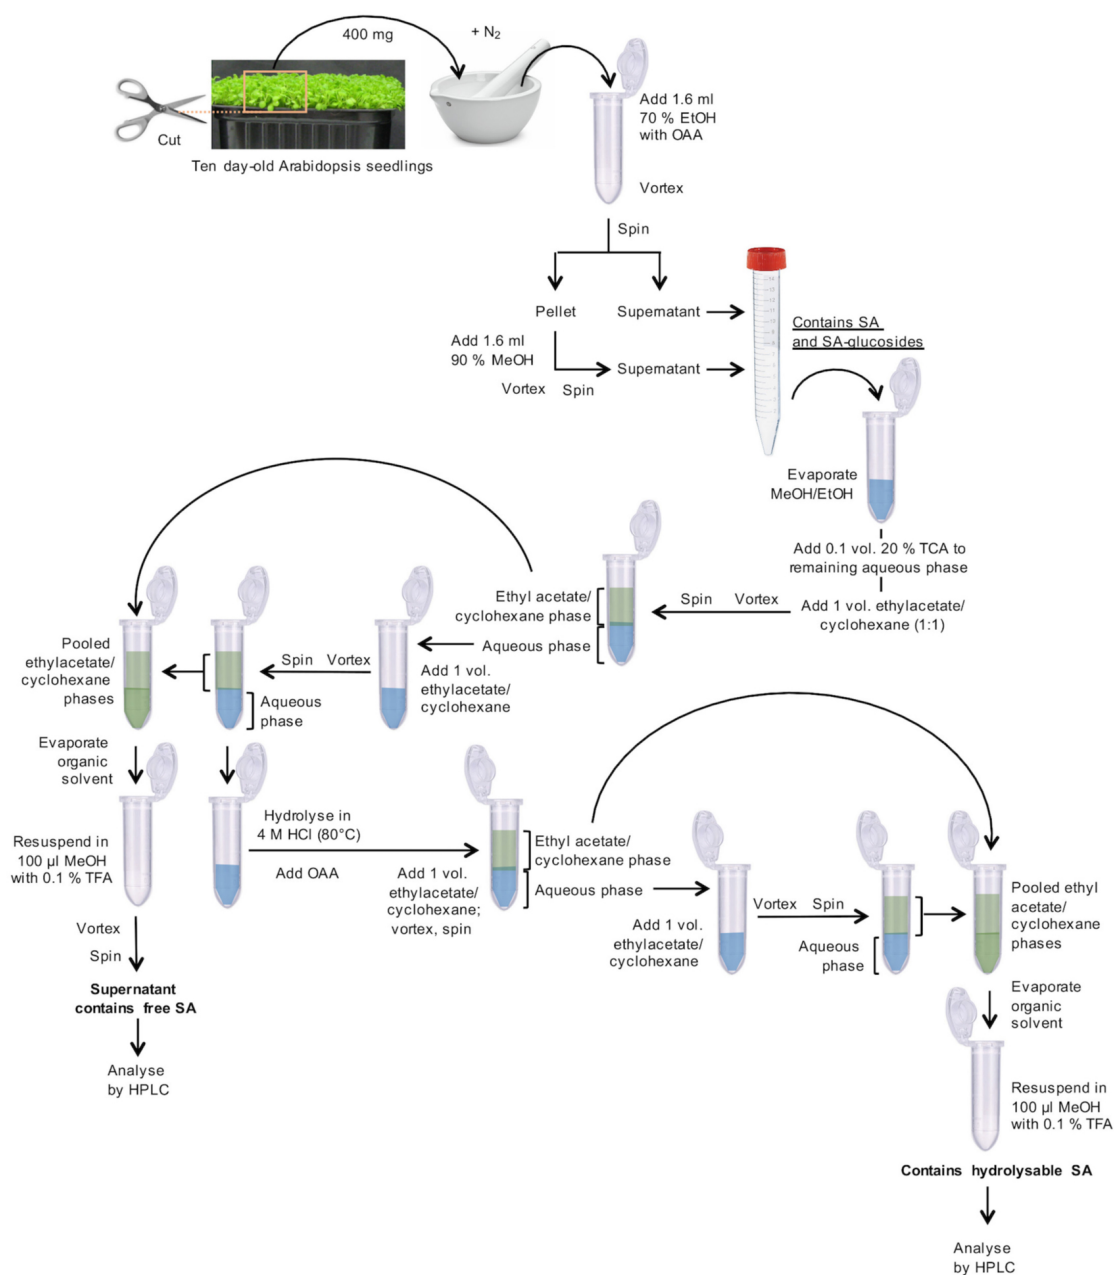 400 mg
+ N₂
Cut
Ten day-old Arabidopsis seedlings
Add 1.6 ml
70 % EtOH
with OAA
Vortex
Spin
Pellet
Supernatant
Add 1.6 ml
90 % MeOH
Vortex
Spin
Supernatant
Contains SA
and SA-glucosides
Evaporate
MeOH/EtOH
Add 0.1 vol. 20 % TCA to
remaining aqueous phase
Add 1 vol. ethylacetate/
cyclohexane (1:1)
Vortex
Spin
Ethyl acetate/
cyclohexane phase
Aqueous phase
Add 1 vol.
ethylacetate/
cyclohexane
Vortex
Spin
Aqueous
phase
Pooled
ethylacetate/
cyclohexane
phases
Evaporate
organic
solvent
Resuspend in
100 µl MeOH
with 0.1 % TFA
Vortex
Spin
Supernatant
contains free SA
Analyse
by HPLC
Hydrolyse in
4 M HCl (80°C)
Add OAA
Add 1 vol.
ethylacetate/
cyclohexane;
vortex, spin
Ethyl acetate/
cyclohexane phase
Aqueous phase
Add 1 vol.
ethylacetate/
cyclohexane
Vortex
Spin
Aqueous
phase
Pooled ethyl
acetate/
cyclohexane
phases
Evaporate
organic
solvent
Resuspend in
100 µl MeOH
with 0.1 % TFA
Contains hydrolysable SA
Analyse
by HPLC